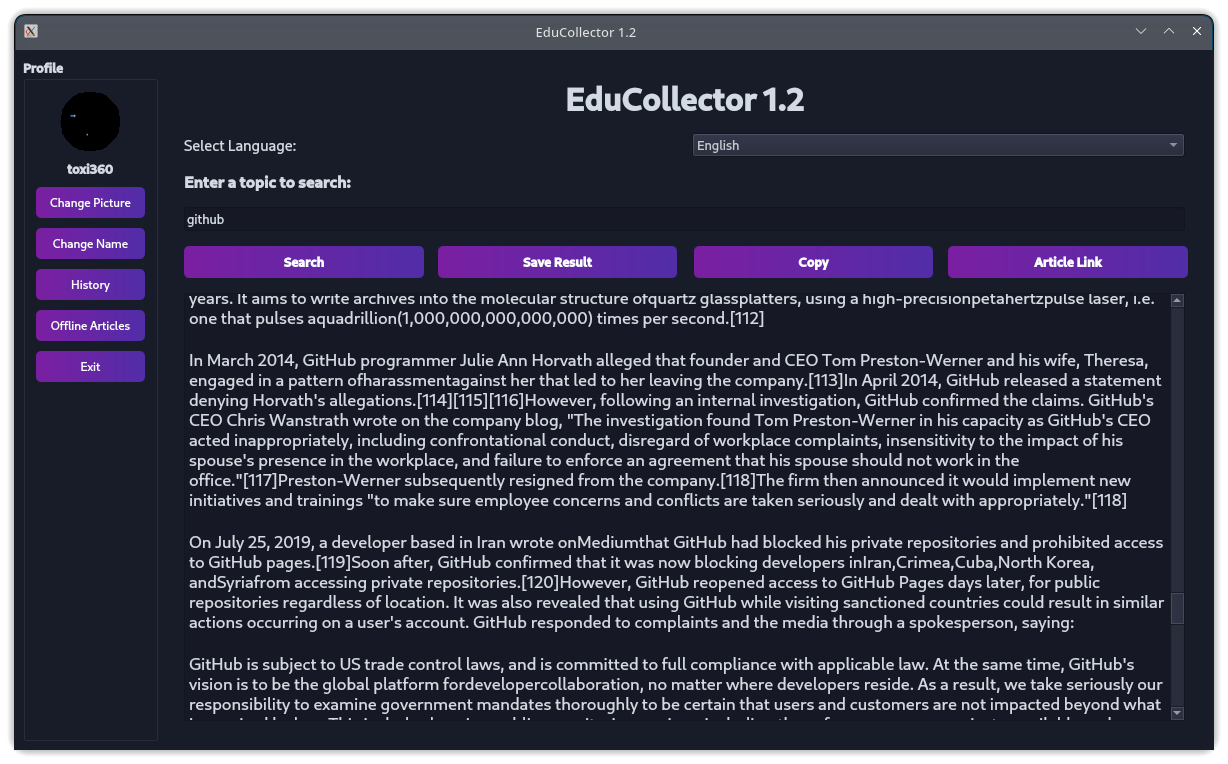 EduCollector 1.2
Profile
toxi360
Change Picture
Change Name
History
Offline Articles
Exit
EduCollector 1.2
Select Language:
English
Enter a topic to search:
github
Search
Save Result
Copy
Article Link
years. It aims to write archives into the molecular structure ofquartz glassplatters, using a high-precisionpetahertzpulse laser, i.e.
one that pulses aquadrillion(1,000,000,000,000,000) times per second.[112]
In March 2014, GitHub programmer Julie Ann Horvath alleged that founder and CEO Tom Preston-Werner and his wife, Theresa,
engaged in a pattern ofharassmentagainst her that led to her leaving the company.[113]In April 2014, GitHub released a statement
denying Horvath's allegations.[114][115][116]However, following an internal investigation, GitHub confirmed the claims. GitHub's
CEO Chris Wanstrath wrote on the company blog, "The investigation found Tom Preston-Werner in his capacity as GitHub's CEO
acted inappropriately, including confrontational conduct, disregard of workplace complaints, insensitivity to the impact of his
spouse's presence in the workplace, and failure to enforce an agreement that his spouse should not work in the
office."[117]Preston-Werner subsequently resigned from the company.[118]The firm then announced it would implement new
initiatives and trainings "to make sure employee concerns and conflicts are taken seriously and dealt with appropriately."[118]
On July 25, 2019, a developer based in Iran wrote onMediumthat GitHub had blocked his private repositories and prohibited access
to GitHub pages.[119]Soon after, GitHub confirmed that it was now blocking developers inIran,Crimea,Cuba,North Korea,
andSyriafrom accessing private repositories.[120]However, GitHub reopened access to GitHub Pages days later, for public
repositories regardless of location. It was also revealed that using GitHub while visiting sanctioned countries could result in similar
actions occurring on a user's account. GitHub responded to complaints and the media through a spokesperson, saying:
GitHub is subject to US trade control laws, and is committed to full compliance with applicable law. At the same time, GitHub's
vision is to be the global platform fordevelopercollaboration, no matter where developers reside. As a result, we take seriously our
responsibility to examine government mandates thoroughly to be certain that users and customers are not impacted beyond what